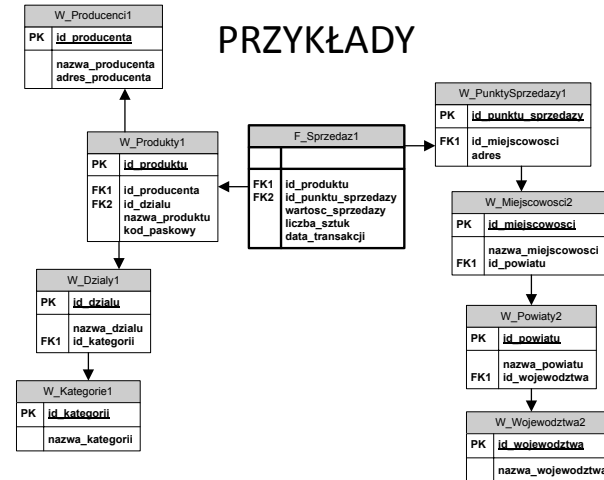 PRZYKŁADY
W_Producenci1
PK id_producenta
nazwa_producenta
adres_producenta
W_Produkty1
PK id_produktu
FK1 id_producenta
FK2 id_dzialu
nazwa_produktu
kod_paskowy
W_Dzialy1
PK id_dzialu
nazwa_dzialu
FK1 id_kategorii
W_Kategorie1
PK id_kategorii
nazwa_kategorii
F_Sprzedaz1
FK1 id_produktu
FK2 id_punktu_sprzedazy
wartosc_sprzedazy
liczba_sztuk
data_transakcji
W_PunktySprzedazy1
PK id_punktu_sprzedazy
FK1 id_miejscowosci
adres
W_Miejscowosci2
PK id_miejscowosci
nazwa_miejscowosci
FK1 id_powiatu
W_Powiaty2
PK id_powiatu
nazwa_powiatu
FK1 id_wojewodztwa
W_Wojewodztwa2
PK id_wojewodztwa
nazwa_wojewodztwa